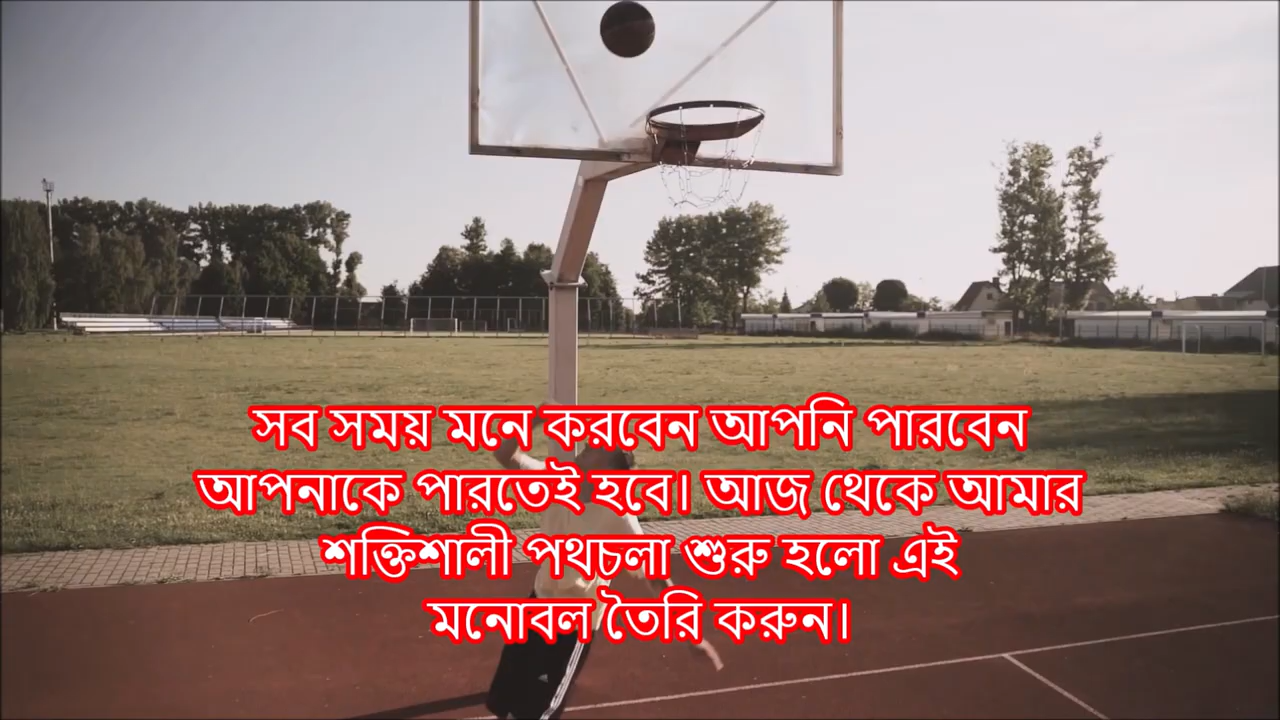 সব সময় মনে করবেন আপনি পারবেন
আপনাকে পারতেই হবে। আজ থেকে আমার
শক্তিশালী পথচলা শুরু হলো এই
মনোবল তৈরি করুন।